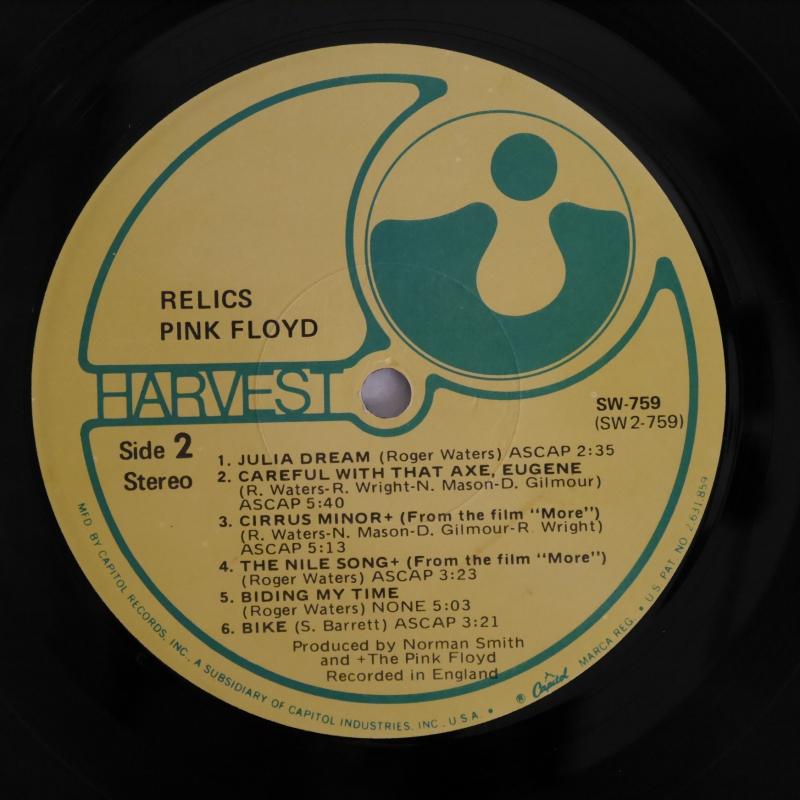 RELICS
PINK FLOYD
HARVEST
SW-759
(SW2-759)
Side 2
Stereo
1. JULIA DREAM (Roger Waters) ASCAP 2:35
2. CAREFUL WITH THAT AXE, EUGENE
(R. Waters-R. Wright-N. Mason-D. Gilmour)
ASCAP 5:40
3. CIRRUS MINOR+ (From the film "More")
(R. Waters-N. Mason-D. Gilmour-R. Wright)
ASCAP 5:13
4. THE NILE SONG+ (From the film "More")
(Roger Waters) ASCAP 3:23
5. BIDING MY TIME
(Roger Waters) NONE 5:03
6. BIKE (S. Barrett) ASCAP 3:21
Produced by Norman Smith
and +The Pink Floyd
Recorded in England
MFD. BY CAPITOL RECORDS, INC., A SUBSIDIARY OF CAPITOL INDUSTRIES, INC., U.S.A. • ® Capitol MARCA REG. • U.S. PAT. NO. 2,631,859